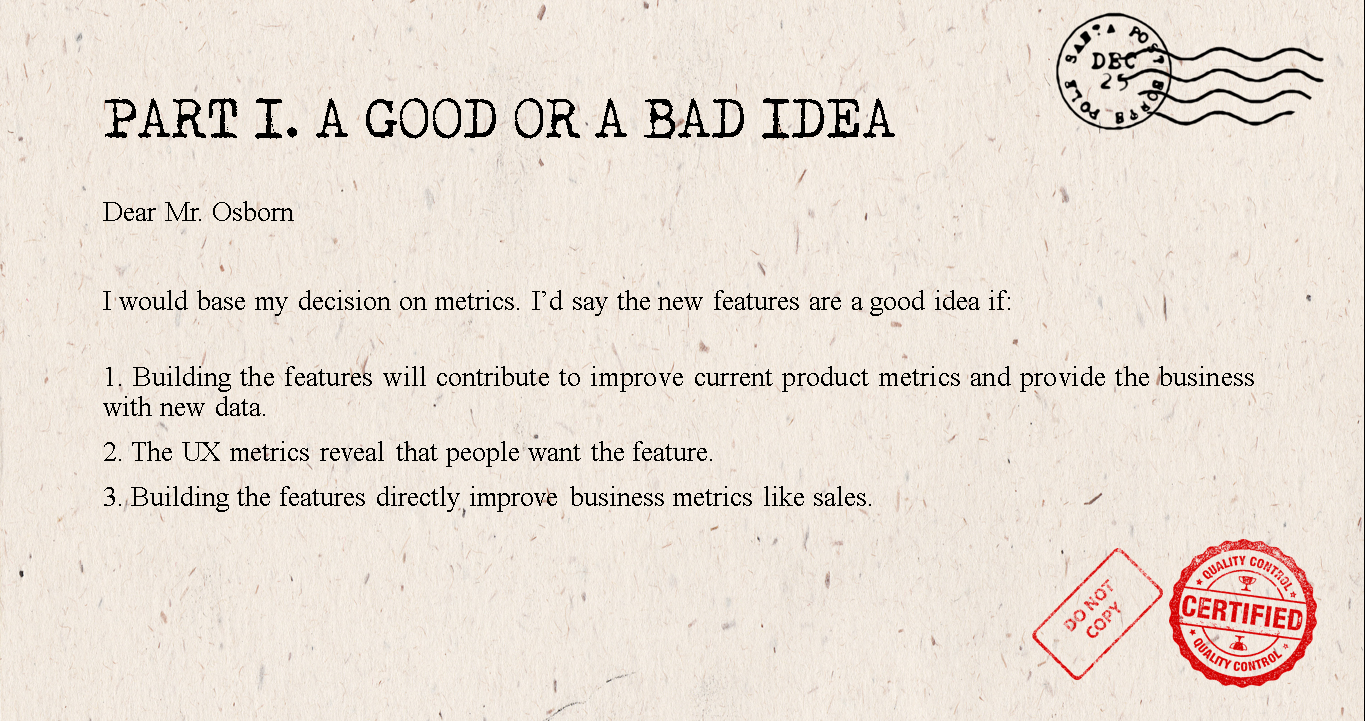 SANTA POST NORTH POLE
DEC
25
PART I. A GOOD OR A BAD IDEA
Dear Mr. Osborn
I would base my decision on metrics. I’d say the new features are a good idea if:
1. Building the features will contribute to improve current product metrics and provide the business
with new data.
2. The UX metrics reveal that people want the feature.
3. Building the features directly improve business metrics like sales.
DO NOT
COPY
QUALITY CONTROL
CERTIFIED
QUALITY CONTROL